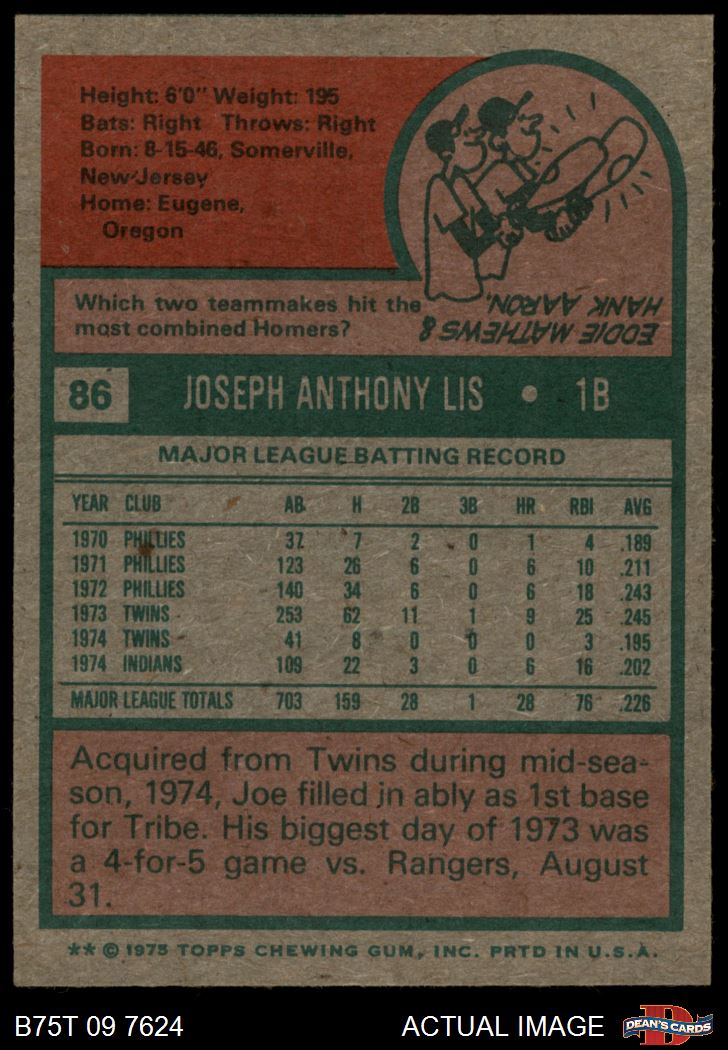 Height: 6'0" Weight: 195
Bats: Right Throws: Right
Born: 8-15-46, Somerville,
New Jersey
Home: Eugene,
Oregon
Which two teammakes hit the
most combined Homers?
EDDIE MATHEWS &
HANK AARON.
86 JOSEPH ANTHONY LIS • 1B
MAJOR LEAGUE BATTING RECORD
YEAR CLUB AB H 2B 3B HR RBI AVG
1970 PHILLIES 37 7 2 0 1 4 .189
1971 PHILLIES 123 26 6 0 6 10 .211
1972 PHILLIES 140 34 6 0 6 18 .243
1973 TWINS 253 62 11 1 9 25 .245
1974 TWINS 41 8 0 0 0 3 .195
1974 INDIANS 109 22 3 0 6 16 .202
MAJOR LEAGUE TOTALS 703 159 28 1 28 76 .226
Acquired from Twins during mid-sea-
son, 1974, Joe filled in ably as 1st base
for Tribe. His biggest day of 1973 was
a 4-for-5 game vs. Rangers, August
31.
** © 1975 TOPPS CHEWING GUM, INC. PRTD IN U.S.A.
B75T 09 7624 ACTUAL IMAGE D DEAN'S CARDS